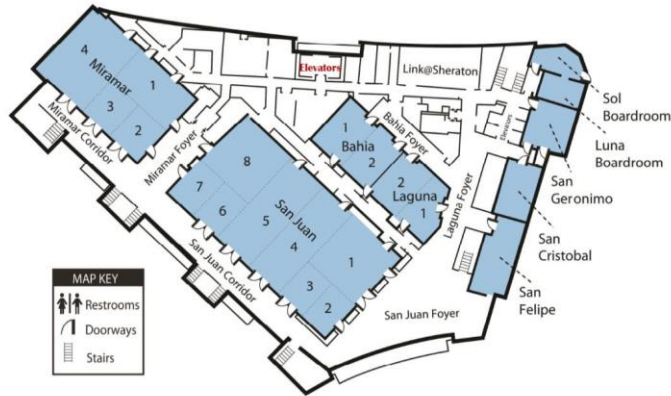 Elevators
Link@Sheraton
4
Miramar
1
3
2
Miramar Corridor
Miramar Foyer
Bahia Foyer
1
Bahia
2
2
Laguna
1
Laguna Foyer
Elevators
Sol
Boardroom
Luna
Boardroom
San
Geronimo
San
Cristobal
San
Felipe
8
7
6
San Juan
5
4
1
3
2
San Juan Corridor
San Juan Foyer
MAP KEY
Restrooms
Doorways
Stairs